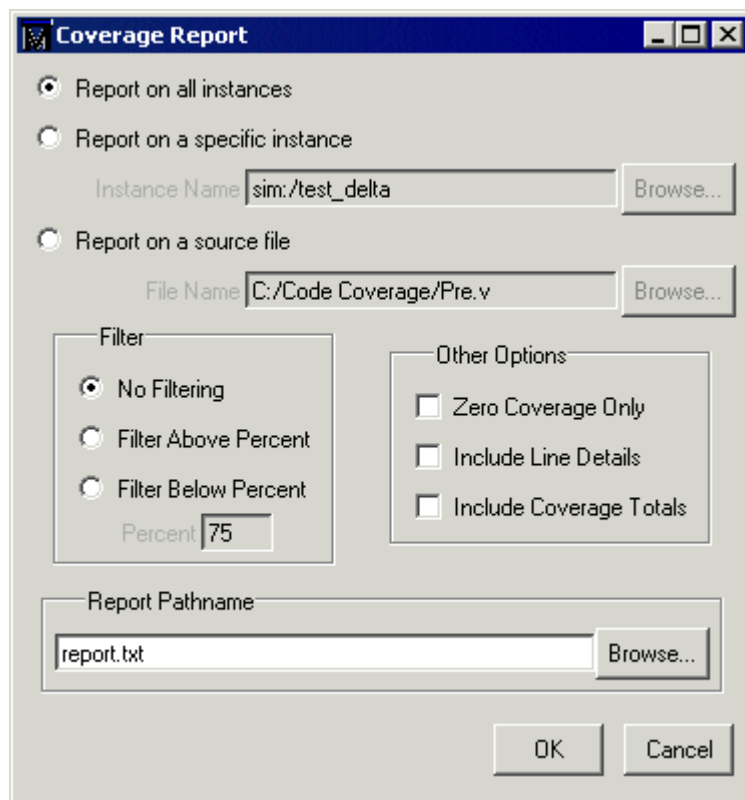 Coverage Report
Report on all instances
Report on a specific instance
Instance Name sim:/test_delta Browse...
Report on a source file
File Name C:/Code Coverage/Pre.v Browse...
Filter
No Filtering
Filter Above Percent
Filter Below Percent
Percent 75
Other Options
Zero Coverage Only
Include Line Details
Include Coverage Totals
Report Pathname
report.txt Browse...
OK Cancel